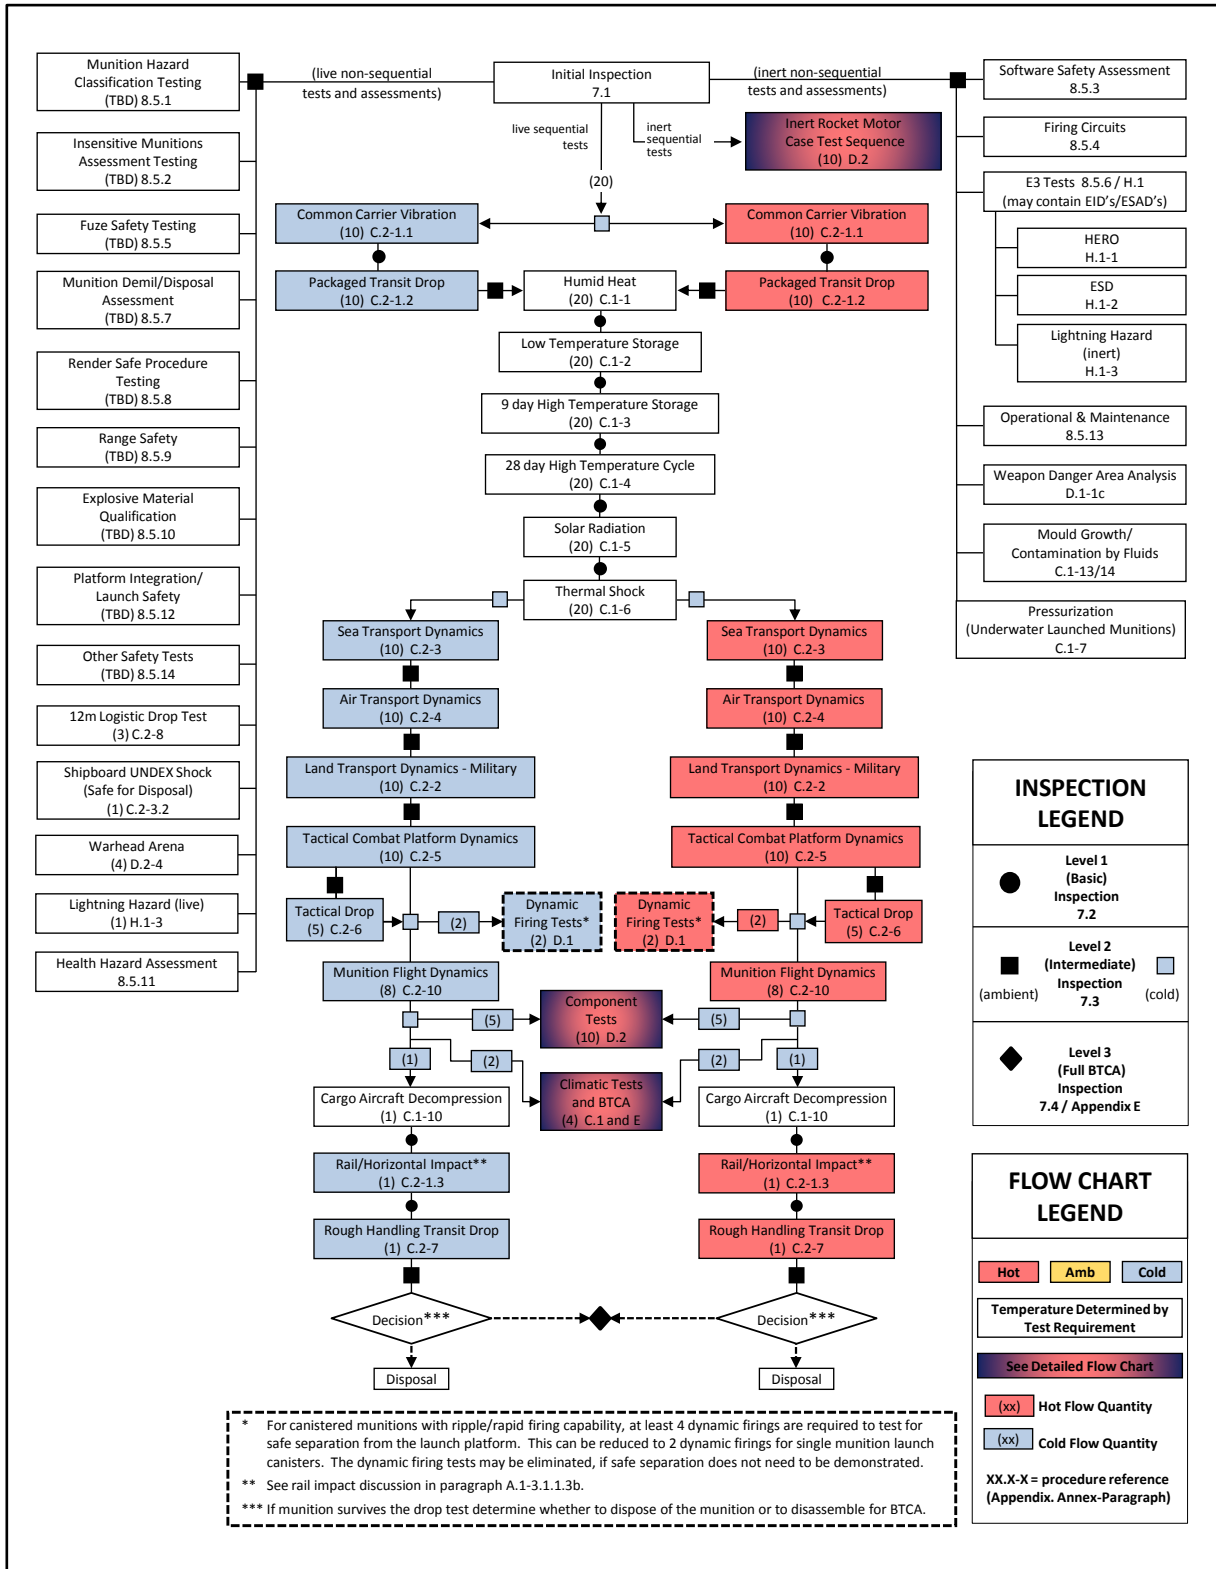 Munition Hazard
Classification Testing
(TBD) 8.5.1
Insensitive Munitions
Assessment Testing
(TBD) 8.5.2
Fuze Safety Testing
(TBD) 8.5.5
Munition Demil/Disposal
Assessment
(TBD) 8.5.7
Render Safe Procedure
Testing
(TBD) 8.5.8
Range Safety
(TBD) 8.5.9
Explosive Material
Qualification
(TBD) 8.5.10
Platform Integration/
Launch Safety
(TBD) 8.5.12
Other Safety Tests
(TBD) 8.5.14
12m Logistic Drop Test
(3) C.2-8
Shipboard UNDEX Shock
(Safe for Disposal)
(1) C.2-3.2
Warhead Arena
(4) D.2-4
Lightning Hazard (live)
(1) H.1-3
Health Hazard Assessment
8.5.11
(live non-sequential
tests and assessments)
Initial Inspection
7.1
(inert non-sequential
tests and assessments)
live sequential
tests
inert
sequential
tests
Inert Rocket Motor
Case Test Sequence
(10) D.2
(20)
Common Carrier Vibration
(10) C.2-1.1
Common Carrier Vibration
(10) C.2-1.1
Packaged Transit Drop
(10) C.2-1.2
Humid Heat
(20) C.1-1
Packaged Transit Drop
(10) C.2-1.2
Low Temperature Storage
(20) C.1-2
9 day High Temperature Storage
(20) C.1-3
28 day High Temperature Cycle
(20) C.1-4
Solar Radiation
(20) C.1-5
Thermal Shock
(20) C.1-6
Sea Transport Dynamics
(10) C.2-3
Sea Transport Dynamics
(10) C.2-3
Air Transport Dynamics
(10) C.2-4
Air Transport Dynamics
(10) C.2-4
Land Transport Dynamics - Military
(10) C.2-2
Land Transport Dynamics - Military
(10) C.2-2
Tactical Combat Platform Dynamics
(10) C.2-5
Tactical Combat Platform Dynamics
(10) C.2-5
Tactical Drop
(5) C.2-6
(2)
Dynamic
Firing Tests*
(2) D.1
Dynamic
Firing Tests*
(2) D.1
(2)
Tactical Drop
(5) C.2-6
Munition Flight Dynamics
(8) C.2-10
Munition Flight Dynamics
(8) C.2-10
(5)
Component
Tests
(10) D.2
(5)
(1)
(2)
Climatic Tests
and BTCA
(4) C.1 and E
(2)
(1)
Cargo Aircraft Decompression
(1) C.1-10
Cargo Aircraft Decompression
(1) C.1-10
Rail/Horizontal Impact**
(1) C.2-1.3
Rail/Horizontal Impact**
(1) C.2-1.3
Rough Handling Transit Drop
(1) C.2-7
Rough Handling Transit Drop
(1) C.2-7
Decision***
Decision***
Disposal
Disposal
Software Safety Assessment
8.5.3
Firing Circuits
8.5.4
E3 Tests 8.5.6 / H.1
(may contain EID's/ESAD's)
HERO
H.1-1
ESD
H.1-2
Lightning Hazard
(inert)
H.1-3
Operational & Maintenance
8.5.13
Weapon Danger Area Analysis
D.1-1c
Mould Growth/
Contamination by Fluids
C.1-13/14
Pressurization
(Underwater Launched Munitions)
C.1-7
INSPECTION
LEGEND
Level 1
(Basic)
Inspection
7.2
Level 2
(Intermediate)
Inspection
7.3
(ambient)
(cold)
Level 3
(Full BTCA)
Inspection
7.4 / Appendix E
FLOW CHART
LEGEND
Hot
Amb
Cold
Temperature Determined by
Test Requirement
See Detailed Flow Chart
(xx) Hot Flow Quantity
(xx) Cold Flow Quantity
XX.X-X = procedure reference
(Appendix. Annex-Paragraph)
* For canistered munitions with ripple/rapid firing capability, at least 4 dynamic firings are required to test for
safe separation from the launch platform. This can be reduced to 2 dynamic firings for single munition launch
canisters. The dynamic firing tests may be eliminated, if safe separation does not need to be demonstrated.
** See rail impact discussion in paragraph A.1-3.1.1.3b.
*** If munition survives the drop test determine whether to dispose of the munition or to disassemble for BTCA.